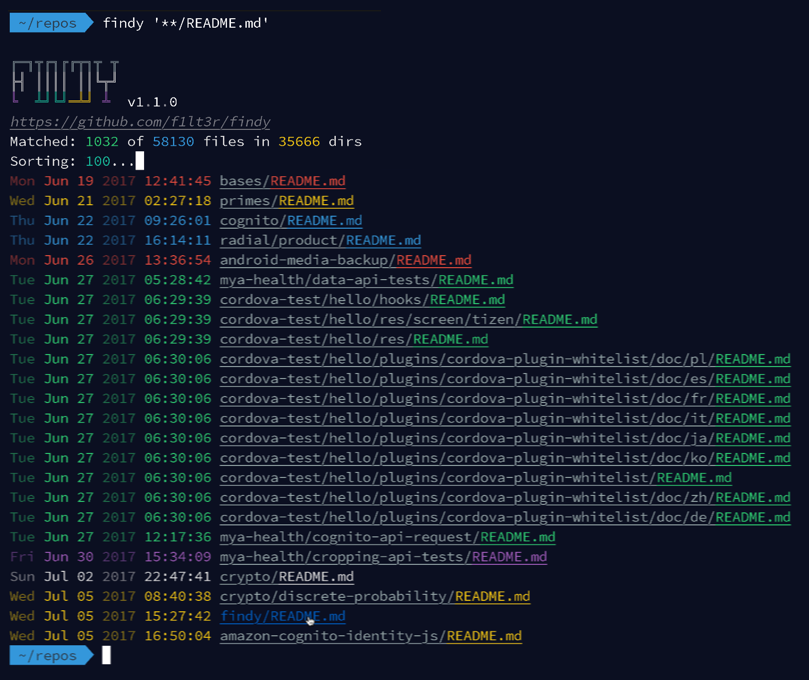 ~/repos findy '**/README.md'
v1.1.0
https://github.com/f1lt3r/findy
Matched: 1032 of 58130 files in 35666 dirs
Sorting: 100...
Mon Jun 19 2017 12:41:45 bases/README.md
Wed Jun 21 2017 02:27:18 primes/README.md
Thu Jun 22 2017 09:26:01 cognito/README.md
Thu Jun 22 2017 16:14:11 radial/product/README.md
Mon Jun 26 2017 13:36:54 android-media-backup/README.md
Tue Jun 27 2017 05:28:42 mya-health/data-api-tests/README.md
Tue Jun 27 2017 06:29:39 cordova-test/hello/hooks/README.md
Tue Jun 27 2017 06:29:39 cordova-test/hello/res/screen/tizen/README.md
Tue Jun 27 2017 06:29:39 cordova-test/hello/res/README.md
Tue Jun 27 2017 06:30:06 cordova-test/hello/plugins/cordova-plugin-whitelist/doc/pl/README.md
Tue Jun 27 2017 06:30:06 cordova-test/hello/plugins/cordova-plugin-whitelist/doc/es/README.md
Tue Jun 27 2017 06:30:06 cordova-test/hello/plugins/cordova-plugin-whitelist/doc/fr/README.md
Tue Jun 27 2017 06:30:06 cordova-test/hello/plugins/cordova-plugin-whitelist/doc/it/README.md
Tue Jun 27 2017 06:30:06 cordova-test/hello/plugins/cordova-plugin-whitelist/doc/ja/README.md
Tue Jun 27 2017 06:30:06 cordova-test/hello/plugins/cordova-plugin-whitelist/doc/ko/README.md
Tue Jun 27 2017 06:30:06 cordova-test/hello/plugins/cordova-plugin-whitelist/README.md
Tue Jun 27 2017 06:30:06 cordova-test/hello/plugins/cordova-plugin-whitelist/doc/zh/README.md
Tue Jun 27 2017 06:30:06 cordova-test/hello/plugins/cordova-plugin-whitelist/doc/de/README.md
Tue Jun 27 2017 12:17:36 mya-health/cognito-api-request/README.md
Fri Jun 30 2017 15:34:09 mya-health/cropping-api-tests/README.md
Sun Jul 02 2017 22:47:41 crypto/README.md
Wed Jul 05 2017 08:40:38 crypto/discrete-probability/README.md
Wed Jul 05 2017 15:27:42 findy/README.md
Wed Jul 05 2017 16:50:04 amazon-cognito-identity-js/README.md
~/repos